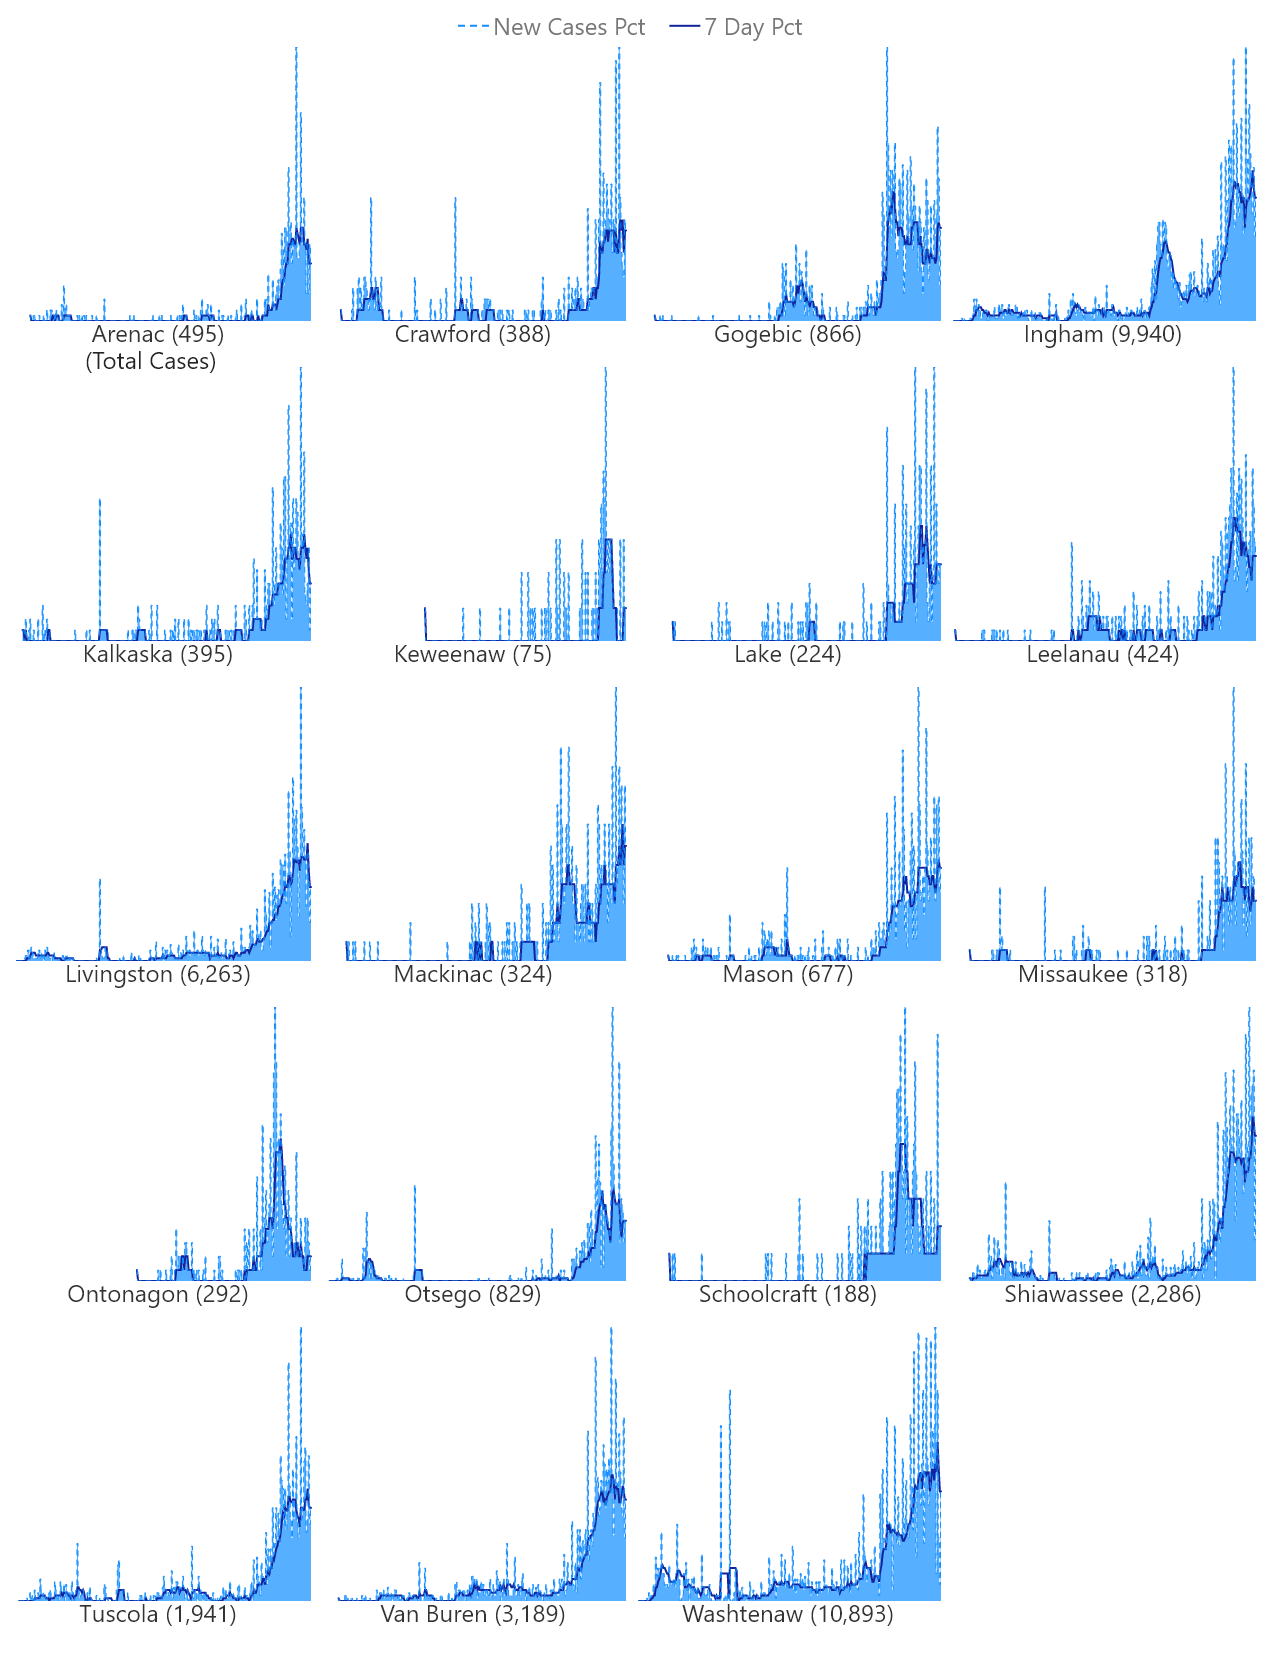 New Cases Pct 7 Day Pct
Arenac (495) Crawford (388) Gogebic (866) Ingham (9,940)
(Total Cases)
Kalkaska (395) Keweenaw (75) Lake (224) Leelanau (424)
Livingston (6,263) Mackinac (324) Mason (677) Missaukee (318)
Ontonagon (292) Otsego (829) Schoolcraft (188) Shiawassee (2,286)
Tuscola (1,941) Van Buren (3,189) Washtenaw (10,893)